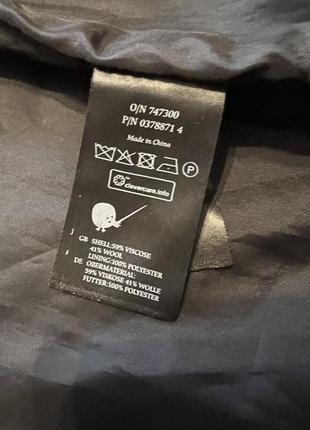 O/N 747300
P/N 0378871 4
Made in China
P
clevercare.info
GB SHELL:59% VISCOSE
41% WOOL
LINING:100% POLYESTER
DE OBERMATERIAL:
59% VISKOSE 41% WOLLE
FUTTER:100% POLYESTER